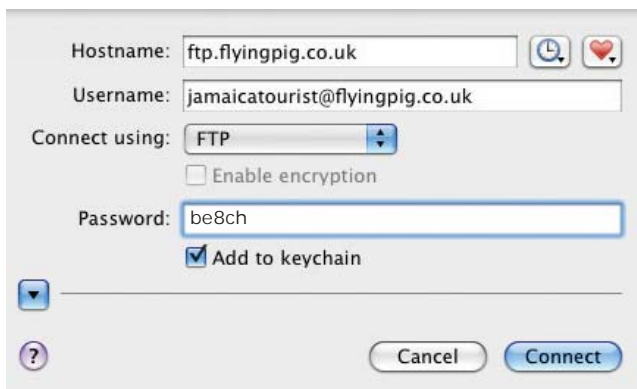 Hostname: ftp.flyingpig.co.uk
Username: jamaicatourist@flyingpig.co.uk
Connect using: FTP
Enable encryption
Password: be8ch
Add to keychain
?
Cancel Connect